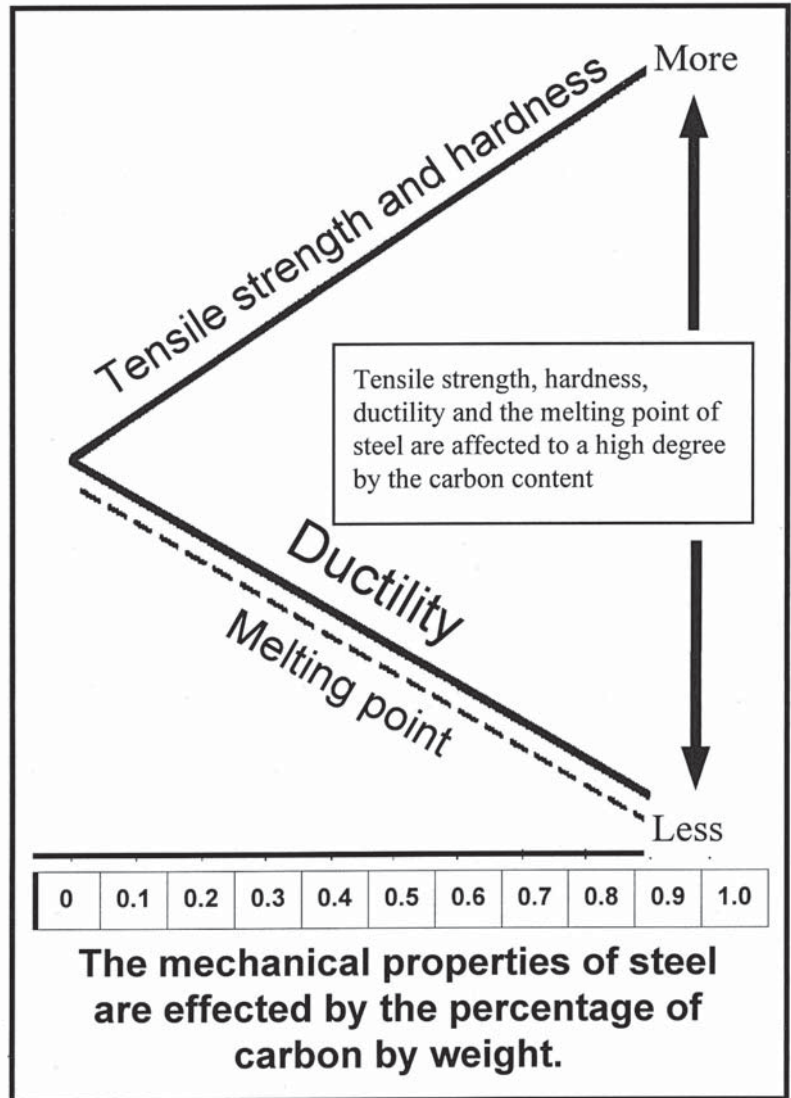 More
Tensile strength and hardness
Tensile strength, hardness,
ductility and the melting point of
steel are affected to a high degree
by the carbon content
Ductility
Melting point
Less
0 0.1 0.2 0.3 0.4 0.5 0.6 0.7 0.8 0.9 1.0
The mechanical properties of steel
are effected by the percentage of
carbon by weight.